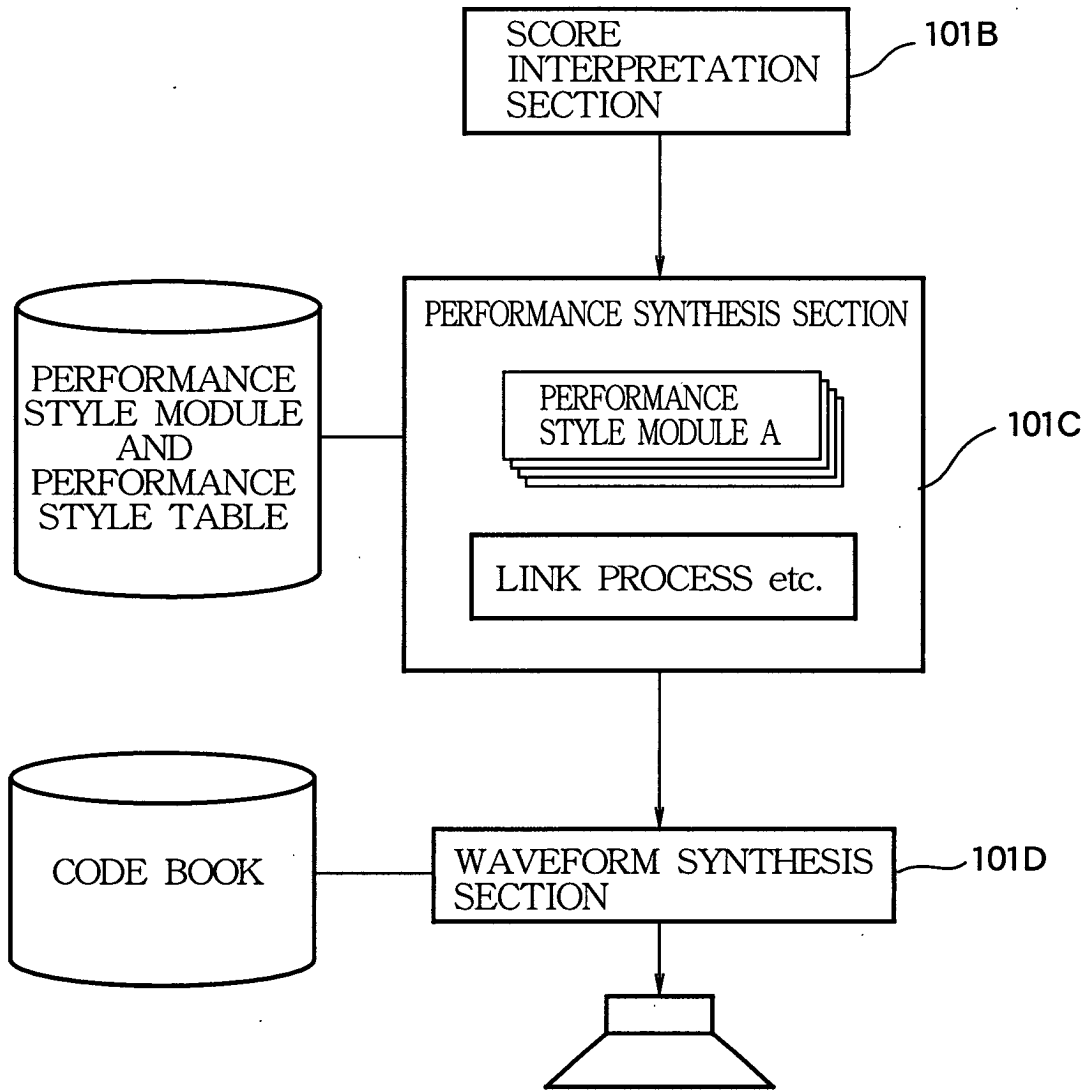 SCORE
INTERPRETATION
SECTION
101B
PERFORMANCE SYNTHESIS SECTION
PERFORMANCE
STYLE MODULE A
LINK PROCESS etc.
101C
PERFORMANCE
STYLE MODULE
AND
PERFORMANCE
STYLE TABLE
CODE BOOK
WAVEFORM SYNTHESIS
SECTION
101D